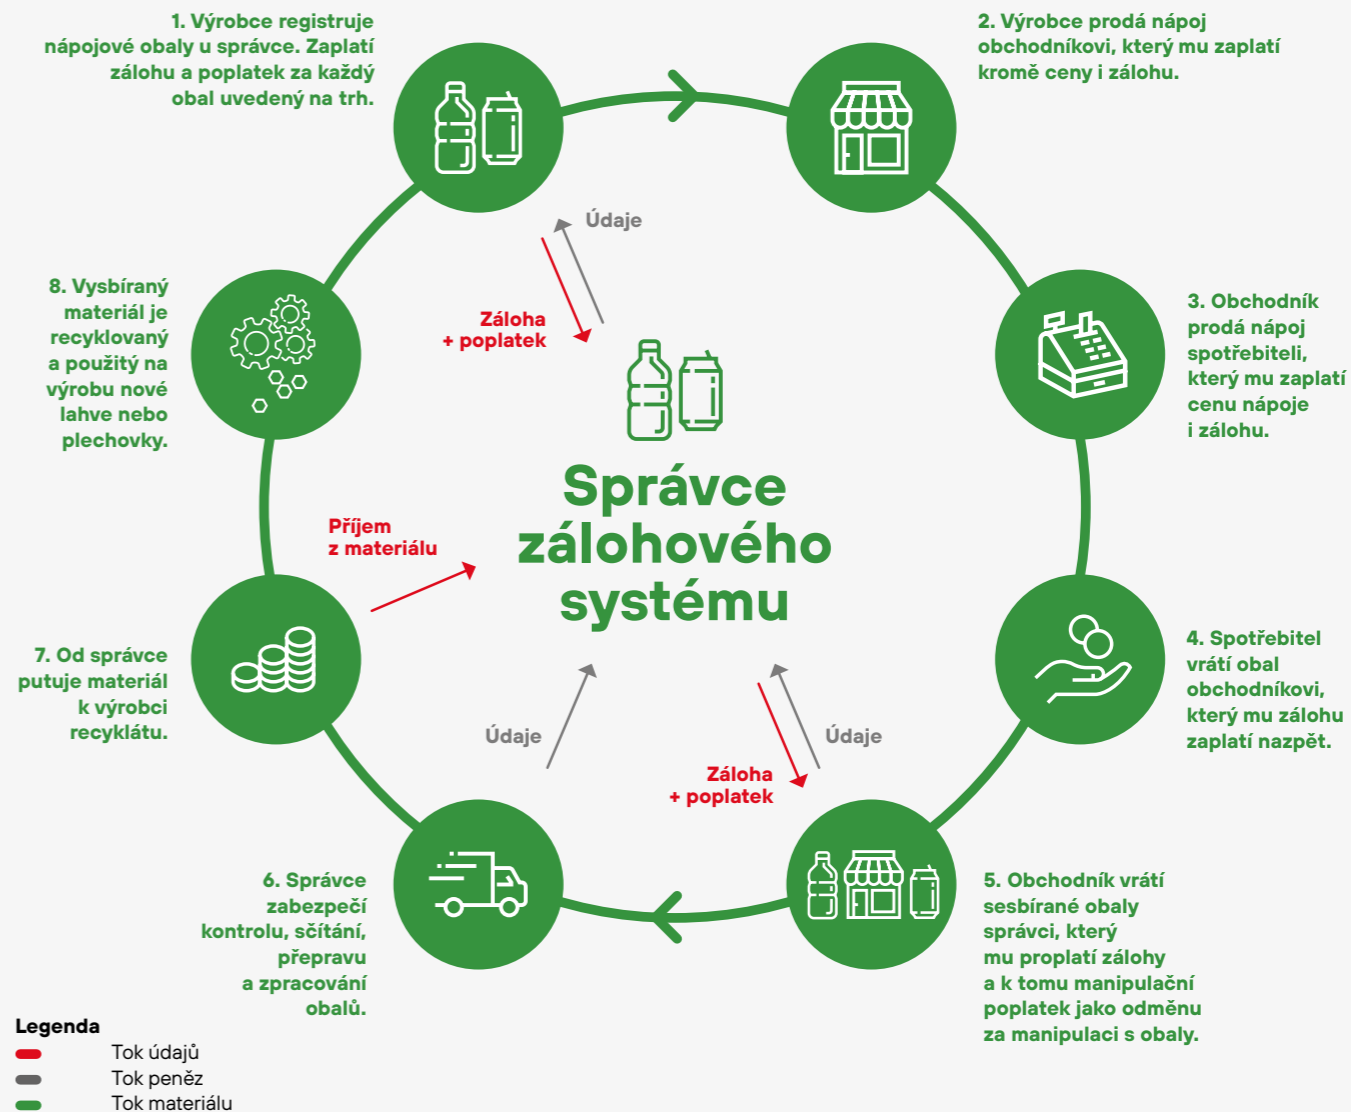 1. Výrobce registruje
nápojové obaly u správce. Zaplatí
zálohu a poplatek za každý
obal uvedený na trh.
2. Výrobce prodá nápoj
obchodníkovi, který mu zaplatí
kromě ceny i zálohu.
3. Obchodník
prodá nápoj
spotřebiteli,
který mu zaplatí
cenu nápoje
i zálohu.
4. Spotřebitel
vrátí obal
obchodníkovi,
který mu zálohu
zaplatí nazpět.
5. Obchodník vrátí
sesbírané obaly
správci, který
mu proplatí zálohy
a k tomu manipulační
poplatek jako odměnu
za manipulaci s obaly.
6. Správce
zabezpečí
kontrolu, sčítání,
přepravu
a zpracování
obalů.
7. Od správce
putuje materiál
k výrobci
recyklátu.
8. Vysbíraný
materiál je
recyklovaný
a použitý na
výrobu nové
lahve nebo
plechovky.
Údaje
Záloha
+ poplatek
Správce
zálohového
systému
Příjem
z materiálu
Údaje
Údaje
Záloha
+ poplatek
Legenda
Tok údajů
Tok peněz
Tok materiálu